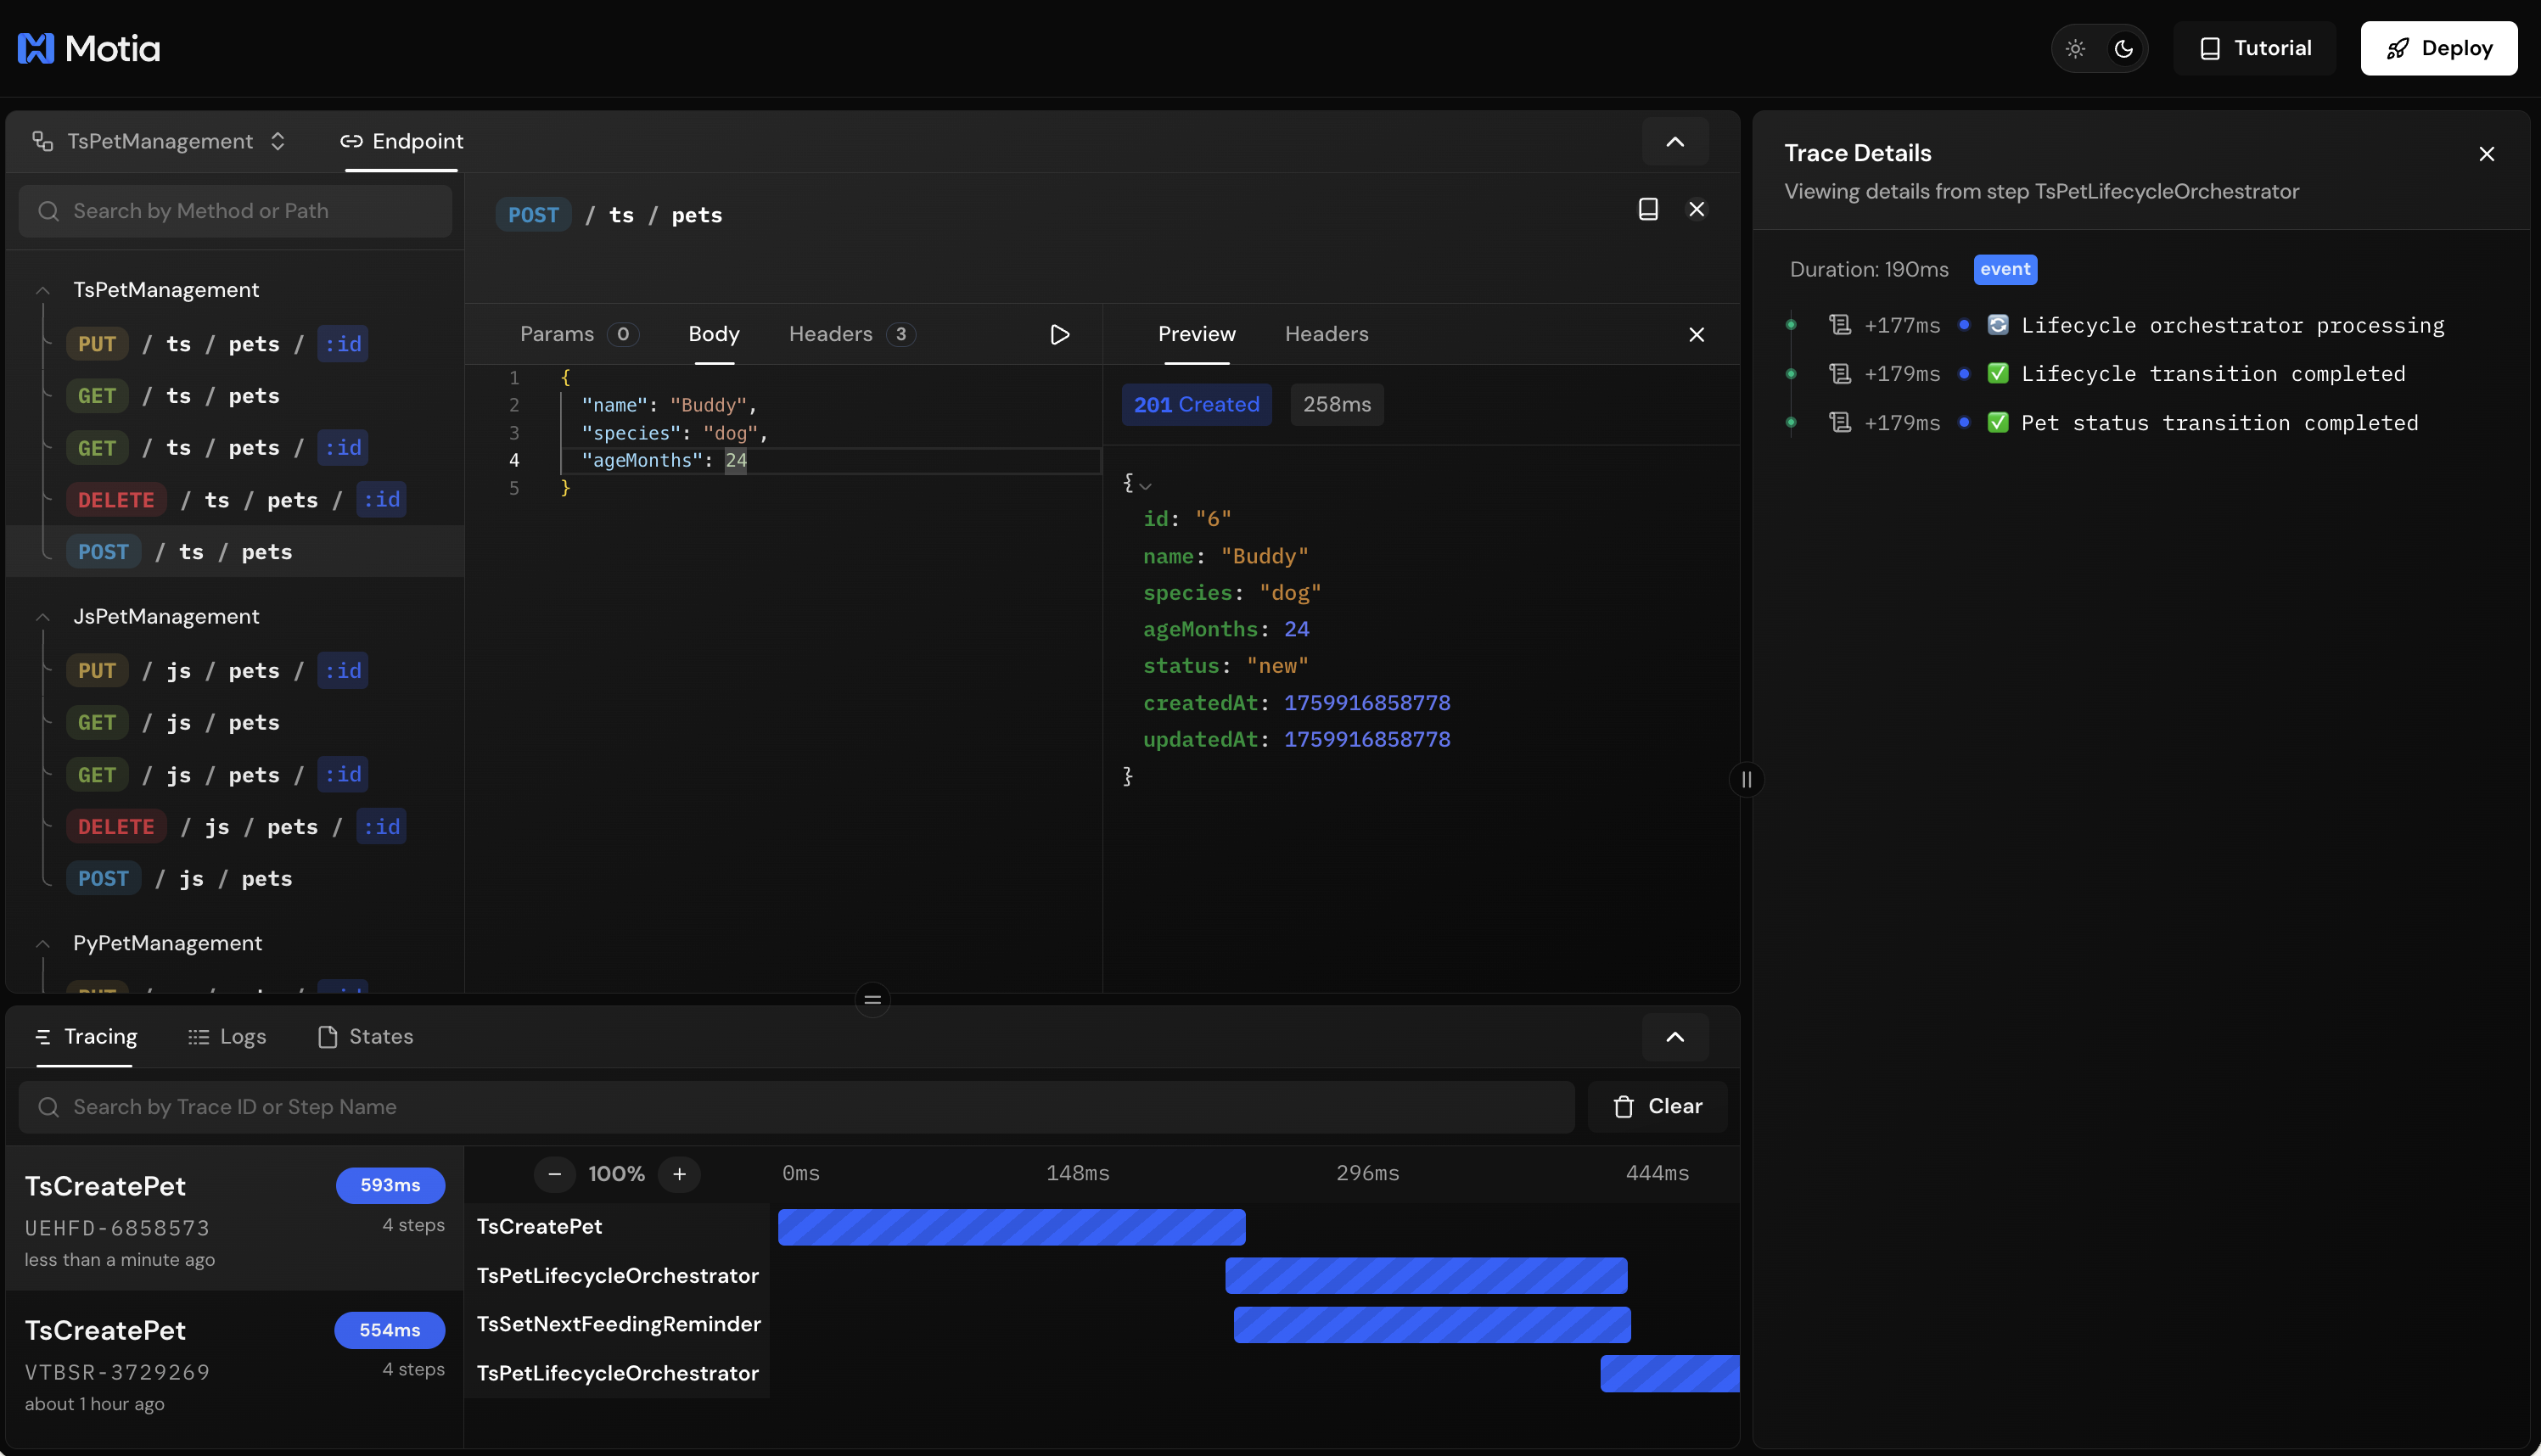 Motia
Tutorial
Deploy
TsPetManagement
Endpoint
Search by Method or Path
TsPetManagement
PUT / ts / pets / :id
GET / ts / pets
GET / ts / pets / :id
DELETE / ts / pets / :id
POST / ts / pets
JsPetManagement
PUT / js / pets / :id
GET / js / pets
GET / js / pets / :id
DELETE / js / pets / :id
POST / js / pets
PyPetManagement
POST / ts / pets
Params 0 Body Headers 3
1 {
2 "name": "Buddy",
3 "species": "dog",
4 "ageMonths": 24
5 }
Preview Headers
201 Created 258ms
{
id: "6"
name: "Buddy"
species: "dog"
ageMonths: 24
status: "new"
createdAt: 1759916858778
updatedAt: 1759916858778
}
Tracing Logs States
Search by Trace ID or Step Name
Clear
TsCreatePet 593ms
UEHFD-6858573 4 steps
less than a minute ago
TsCreatePet 554ms
VTBSR-3729269 4 steps
about 1 hour ago
100% 0ms 148ms 296ms 444ms
TsCreatePet
TsPetLifecycleOrchestrator
TsSetNextFeedingReminder
TsPetLifecycleOrchestrator
Trace Details
Viewing details from step TsPetLifecycleOrchestrator
Duration: 190ms event
+177ms 🔄 Lifecycle orchestrator processing
+179ms ✅ Lifecycle transition completed
+179ms ✅ Pet status transition completed